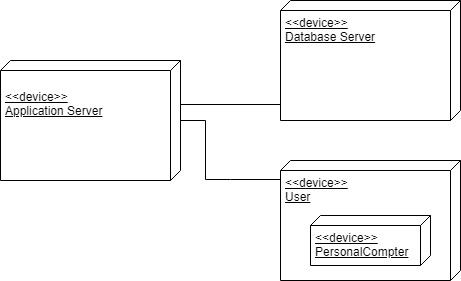 <<device>>
Database Server
<<device>>
Application Server
<<device>>
User
<<device>>
PersonalCompter